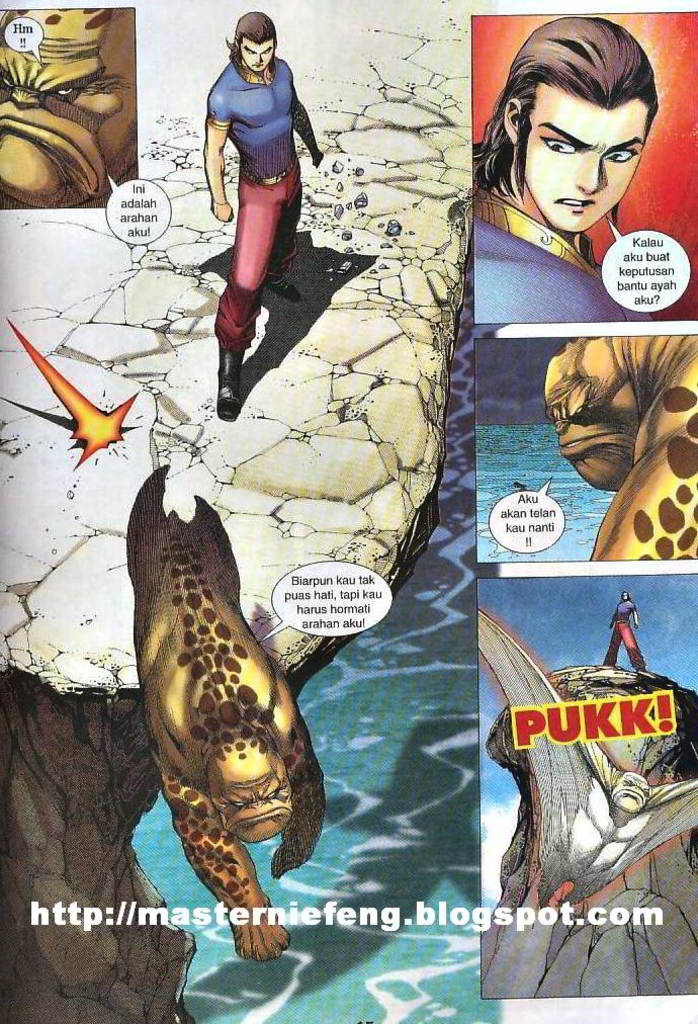 Hm
!!
Ini
adalah
arahan
aku!
Kalau
aku buat
keputusan
bantu ayah
aku?
Aku
akan telan
kau nanti
!!
Biarpun kau tak
puas hati, tapi kau
harus hormati
arahan aku!
PUKK!
http://masterniefeng.blogspot.com